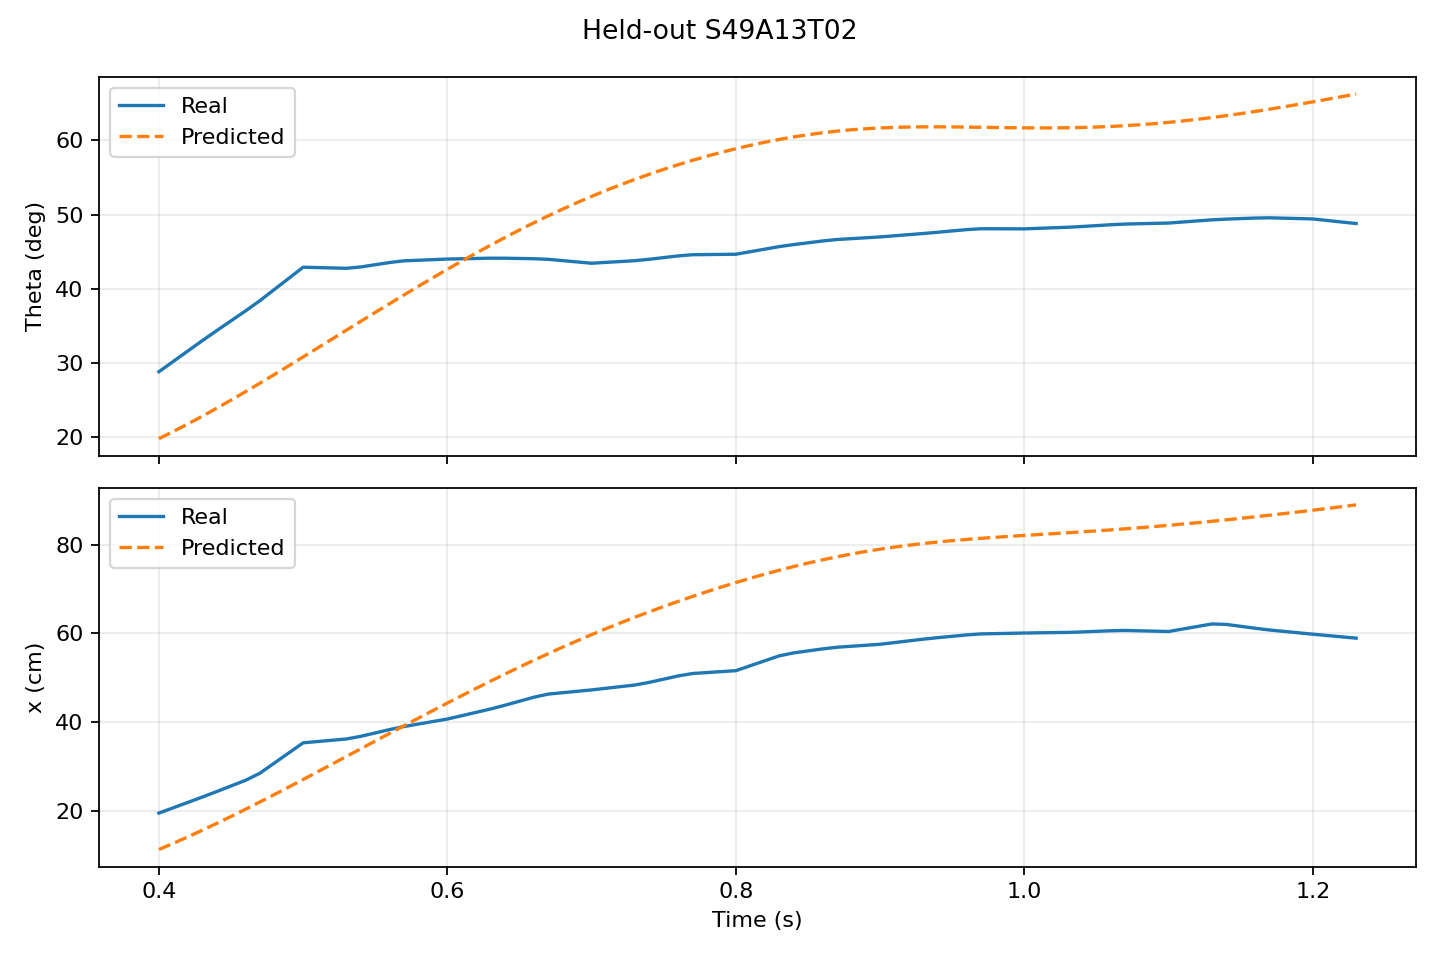 Held-out S49A13T02
Real
Predicted
Theta (deg)
60
50
40
30
20
Real
Predicted
x (cm)
80
60
40
20
0.4 0.6 0.8 1.0 1.2
Time (s)